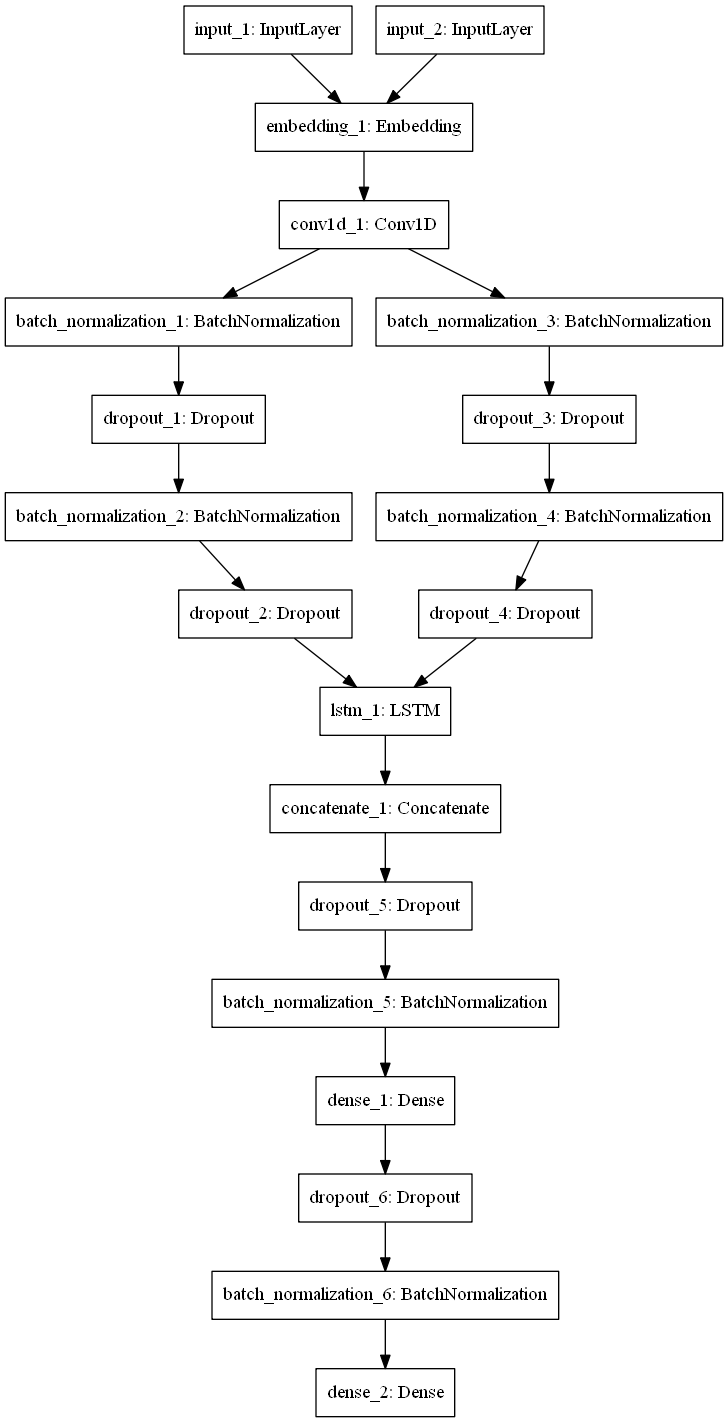 input_1: InputLayer
input_2: InputLayer
embedding_1: Embedding
conv1d_1: Conv1D
batch_normalization_1: BatchNormalization
batch_normalization_3: BatchNormalization
dropout_1: Dropout
dropout_3: Dropout
batch_normalization_2: BatchNormalization
batch_normalization_4: BatchNormalization
dropout_2: Dropout
dropout_4: Dropout
lstm_1: LSTM
concatenate_1: Concatenate
dropout_5: Dropout
batch_normalization_5: BatchNormalization
dense_1: Dense
dropout_6: Dropout
batch_normalization_6: BatchNormalization
dense_2: Dense